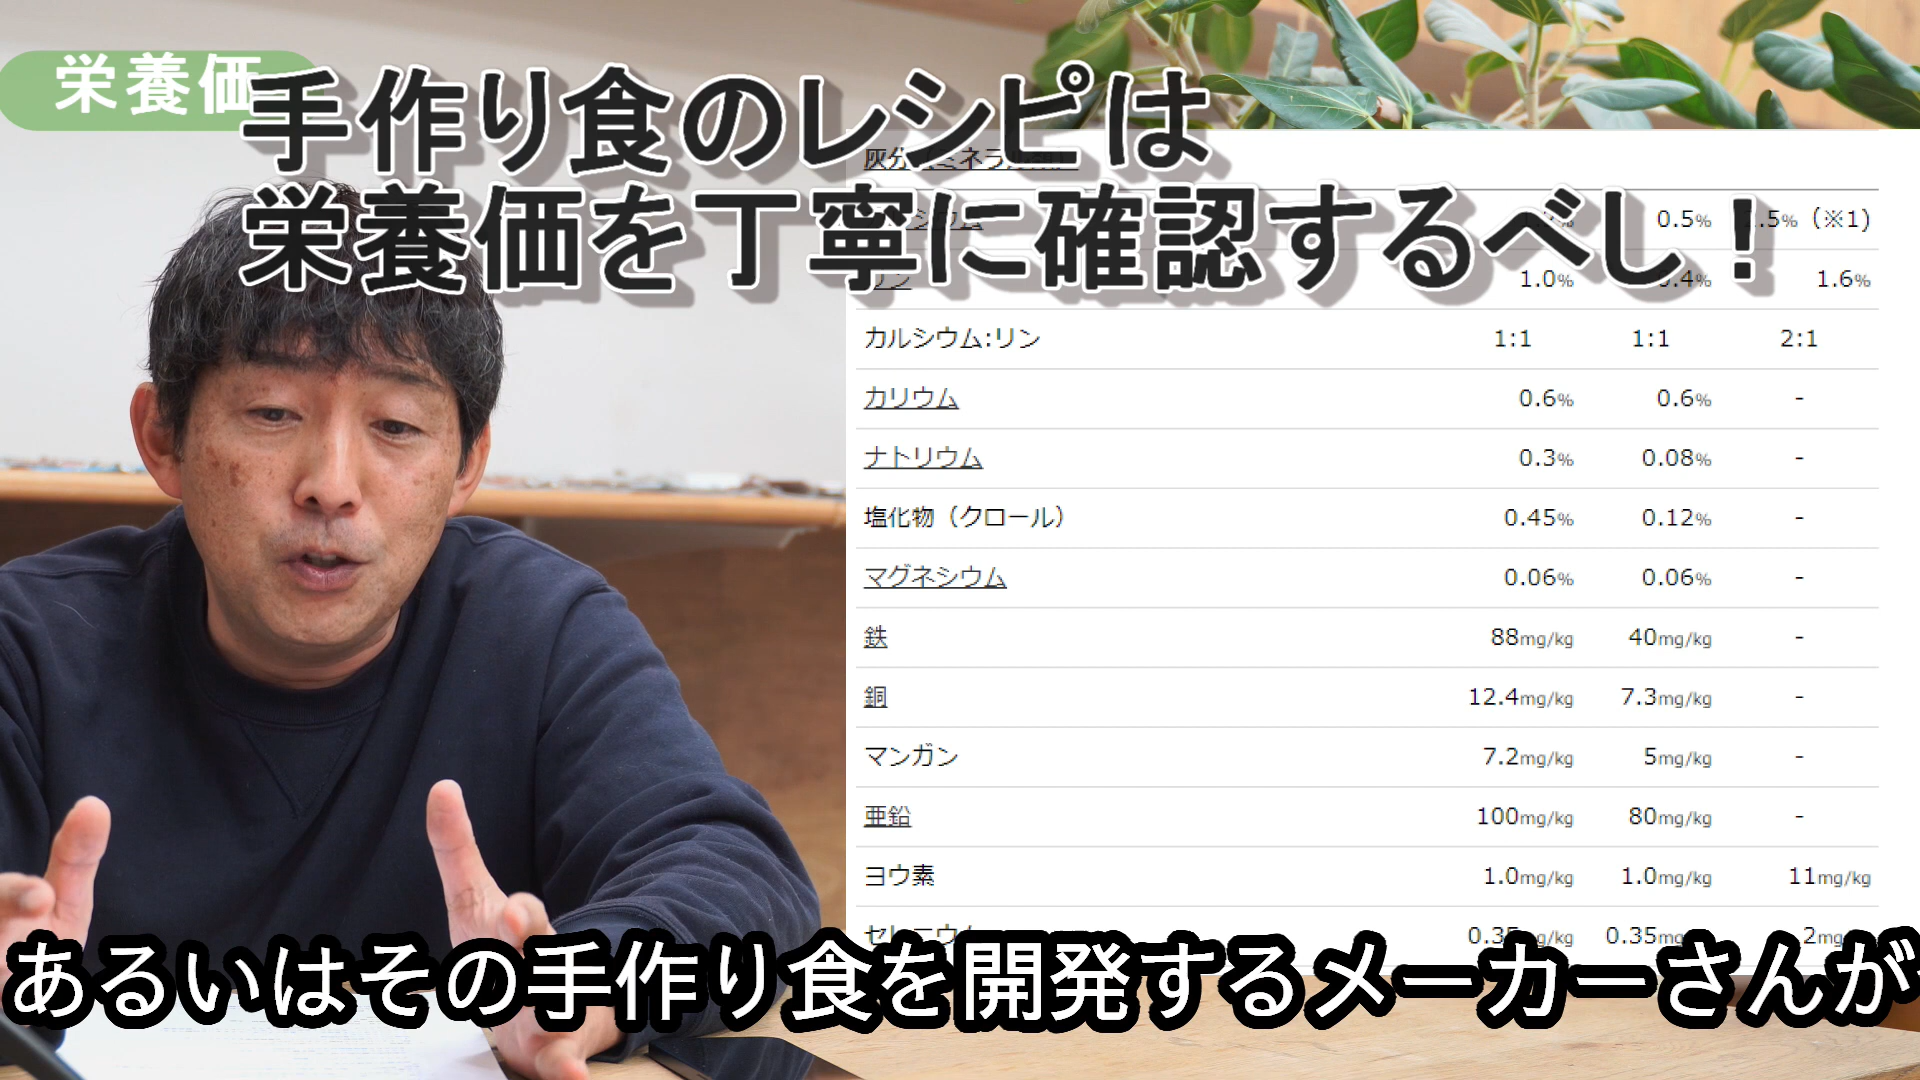 栄養価
手作り食のレシピは
栄養価を丁寧に確認するべし！
灰分
0.5% （※1）
リン 1.0% 1.6%
カルシウム:リン 1:1 1:1 2:1
カリウム 0.6% 0.6% -
ナトリウム 0.3% 0.08% -
塩化物（クロール） 0.45% 0.12% -
マグネシウム 0.06% 0.06% -
鉄 88mg/kg 40mg/kg -
銅 12.4mg/kg 7.3mg/kg -
マンガン 7.2mg/kg 5mg/kg -
亜鉛 100mg/kg 80mg/kg -
ヨウ素 1.0mg/kg 1.0mg/kg 11mg/kg
0.35
あるいはその手作り食を開発するメーカーさんが